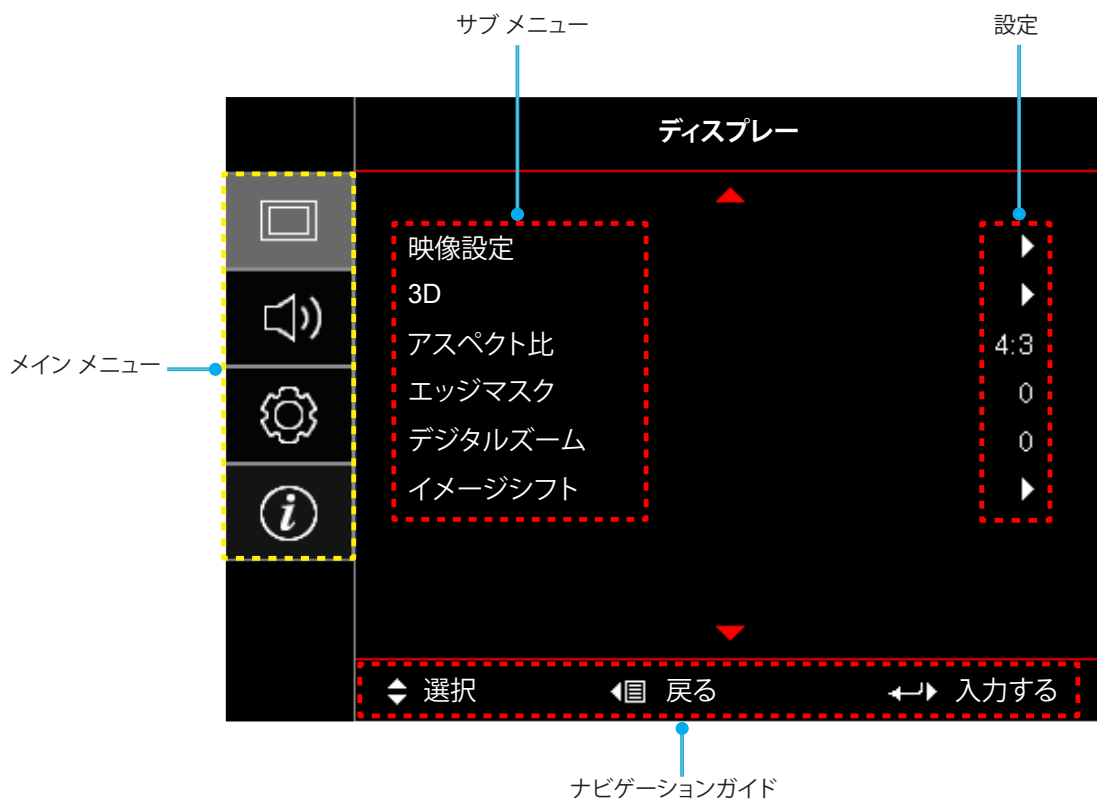 サブ メニュー
設定
ディスプレー
映像設定
3D
アスペクト比 4:3
エッジマスク 0
デジタルズーム 0
イメージシフト
メイン メニュー
i
選択 戻る 入力する
ナビゲーションガイド